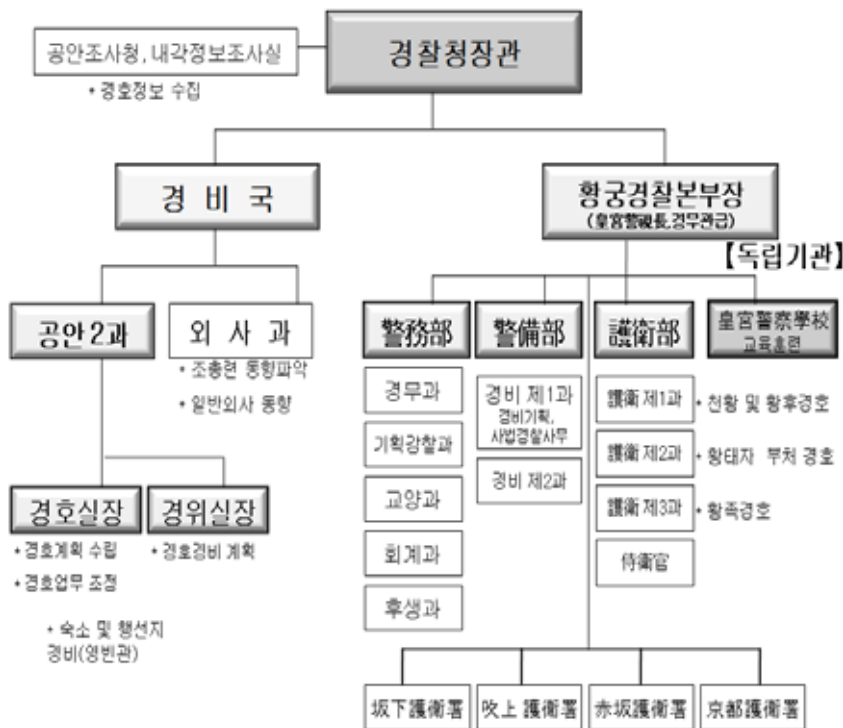 경찰청장관
공안조사청, 내각정보조사실
* 경호정보 수집
경 비 국
황궁경찰본부장
(皇宮警視長,경무관급)
【독립기관】
공안2과
외 사 과
* 조총련 동향파악
* 일반외사 동향
경호실장
* 경호계획 수립
* 경호업무 조정
* 숙소 및 행선지
경비(영빈관)
경위실장
* 경호경비 계획
警務部
경무과
기획감찰과
교양과
회계과
후생과
警備部
경비 제1과
경비기획,
사법경찰사무
경비 제2과
護衛部
護衛 제1과
* 천황 및 황후경호
護衛 제2과
* 황태자 부처 경호
護衛 제3과
* 황족경호
侍衛官
皇宮警察學校
교육훈련
坂下護衛署
吹上 護衛署
赤坂護衛署
京都護衛署